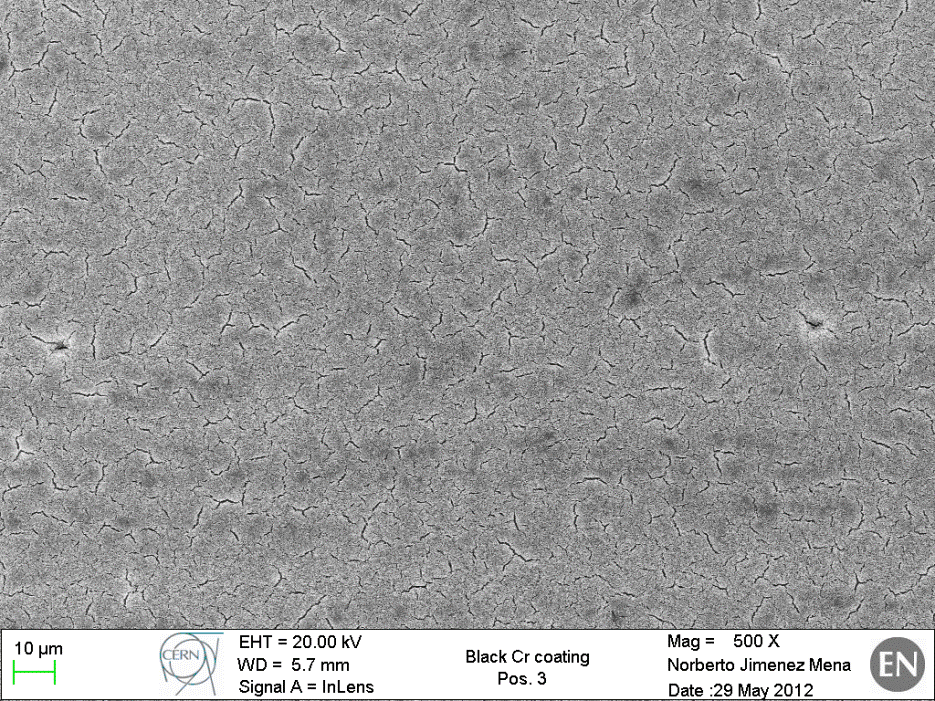 10 µm
CERN
EHT = 20.00 kV
WD = 5.7 mm
Signal A = InLens
Black Cr coating
Pos. 3
Mag = 500 X
Norberto Jimenez Mena
Date :29 May 2012
EN